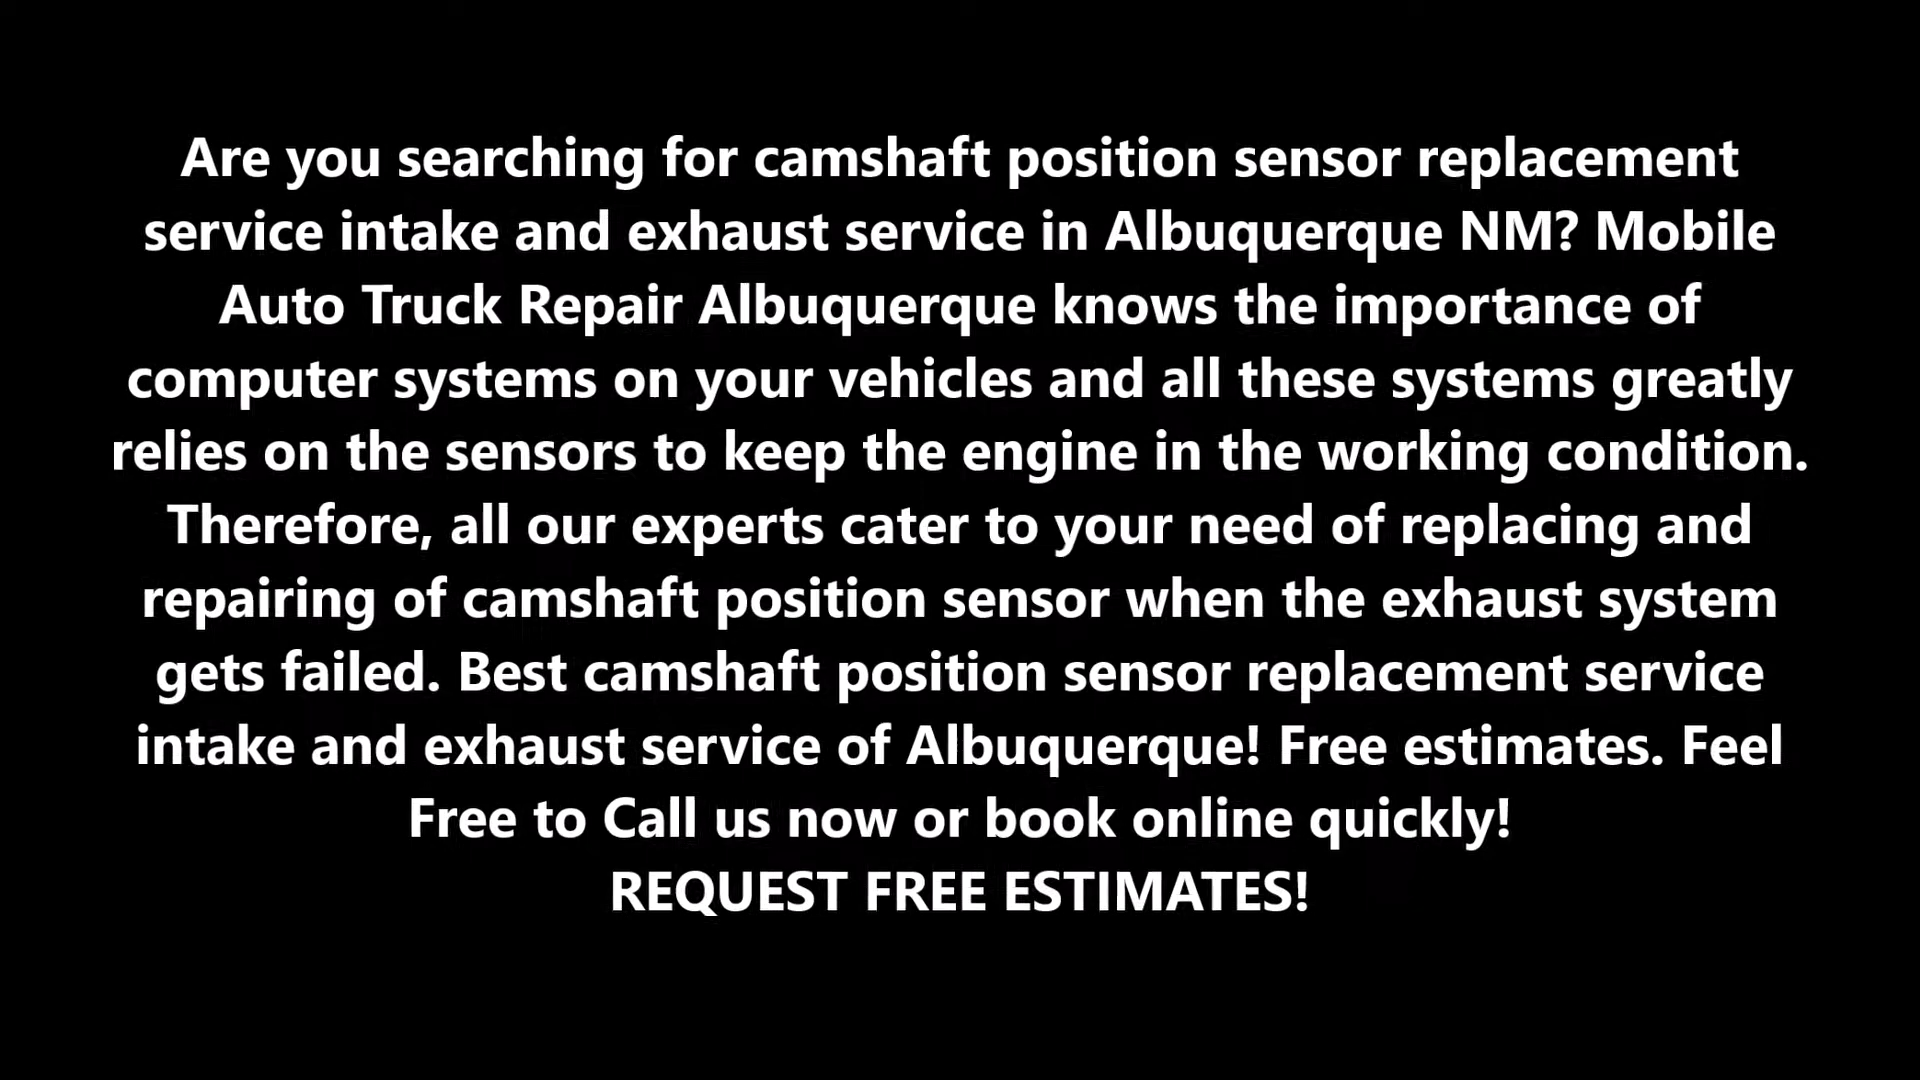 Are you searching for camshaft position sensor replacement
service intake and exhaust service in Albuquerque NM? Mobile
Auto Truck Repair Albuquerque knows the importance of
computer systems on your vehicles and all these systems greatly
relies on the sensors to keep the engine in the working condition.
Therefore, all our experts cater to your need of replacing and
repairing of camshaft position sensor when the exhaust system
gets failed. Best camshaft position sensor replacement service
intake and exhaust service of Albuquerque! Free estimates. Feel
Free to Call us now or book online quickly!
REQUEST FREE ESTIMATES!